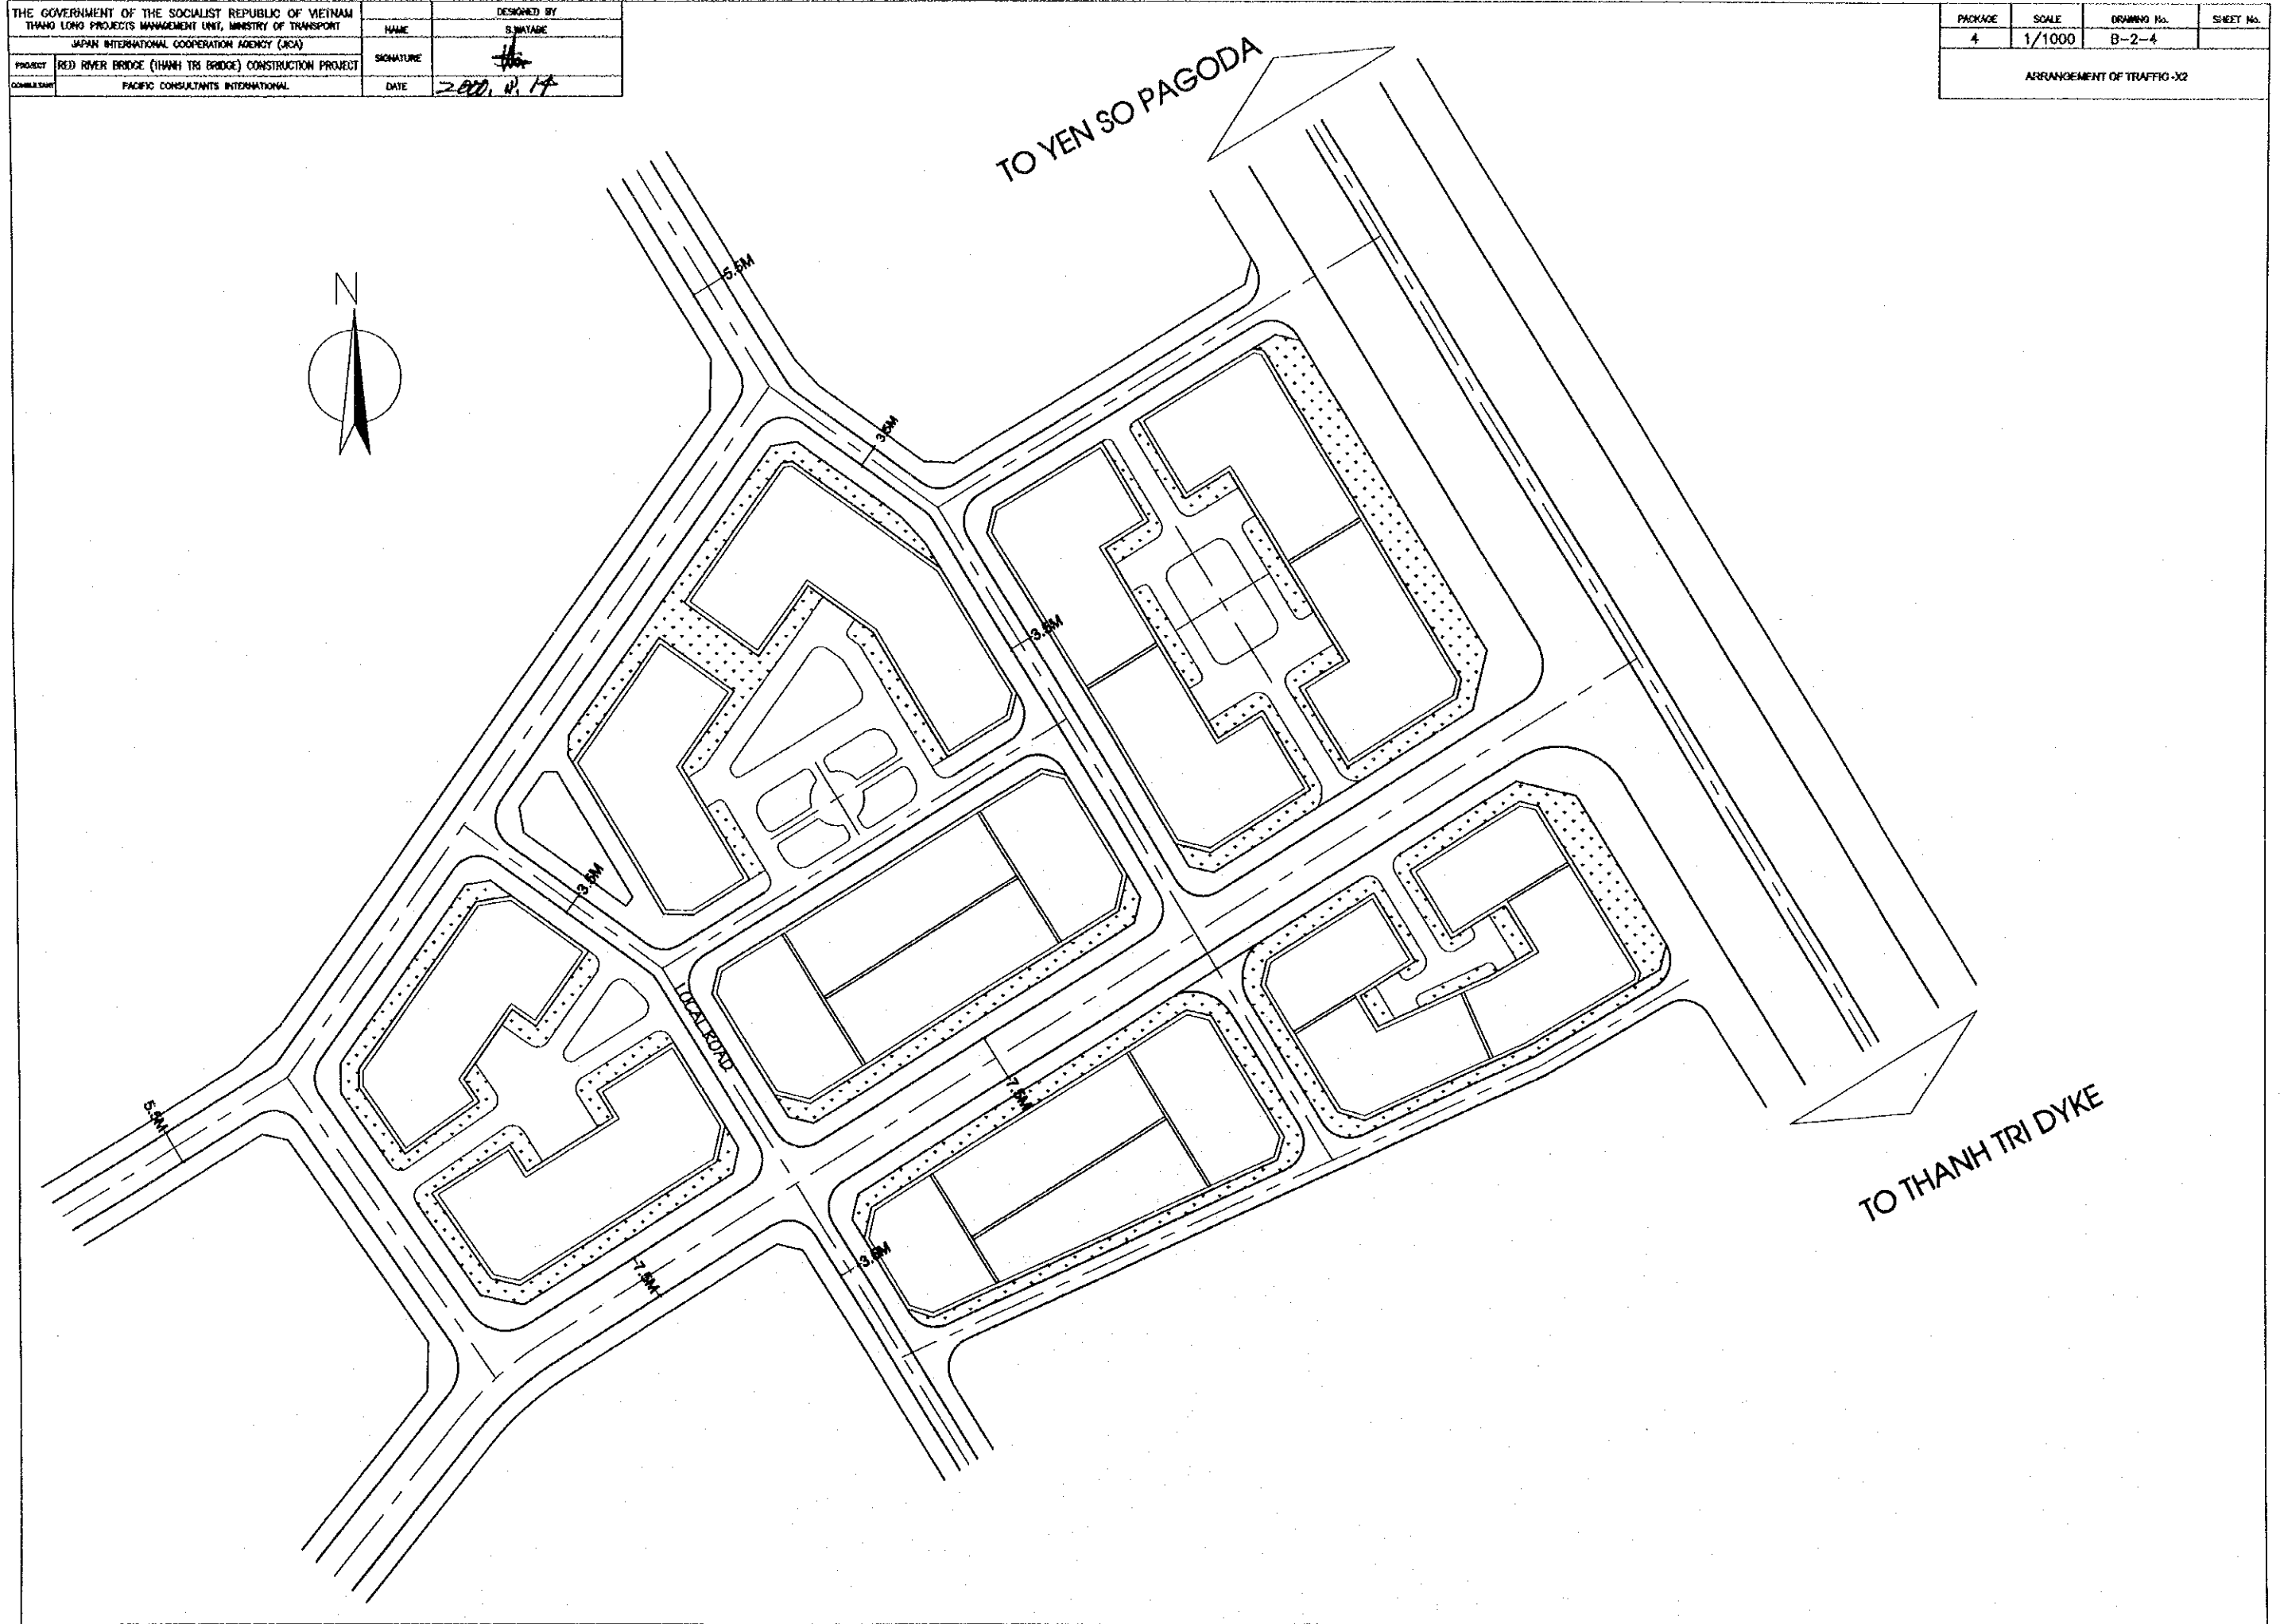 THE GOVERNMENT OF THE SOCIALIST REPUBLIC OF VIETNAM
THANG LONG PROJECTS MANAGEMENT UNIT, MINISTRY OF TRANSPORT
JAPAN INTERNATIONAL COOPERATION AGENCY (JICA)
PROJECT RED RIVER BRIDGE (THANH TRI BRIDGE) CONSTRUCTION PROJECT
CONSULTANT PACIFIC CONSULTANTS INTERNATIONAL
DESIGNED BY
NAME
SIGNATURE
DATE 2000,
PACKAGE SCALE DRAWING No. SHEET No.
4 1/1000 B-2-4
ARRANGEMENT OF TRAFFIC-X2
TO YEN SO PAGODA
N
5.5M
3.5M
3.5M
3.5M
LOCAL ROAD
5.5M
7.5M
7.5M
3.5M
TO THANH TRI DYKE